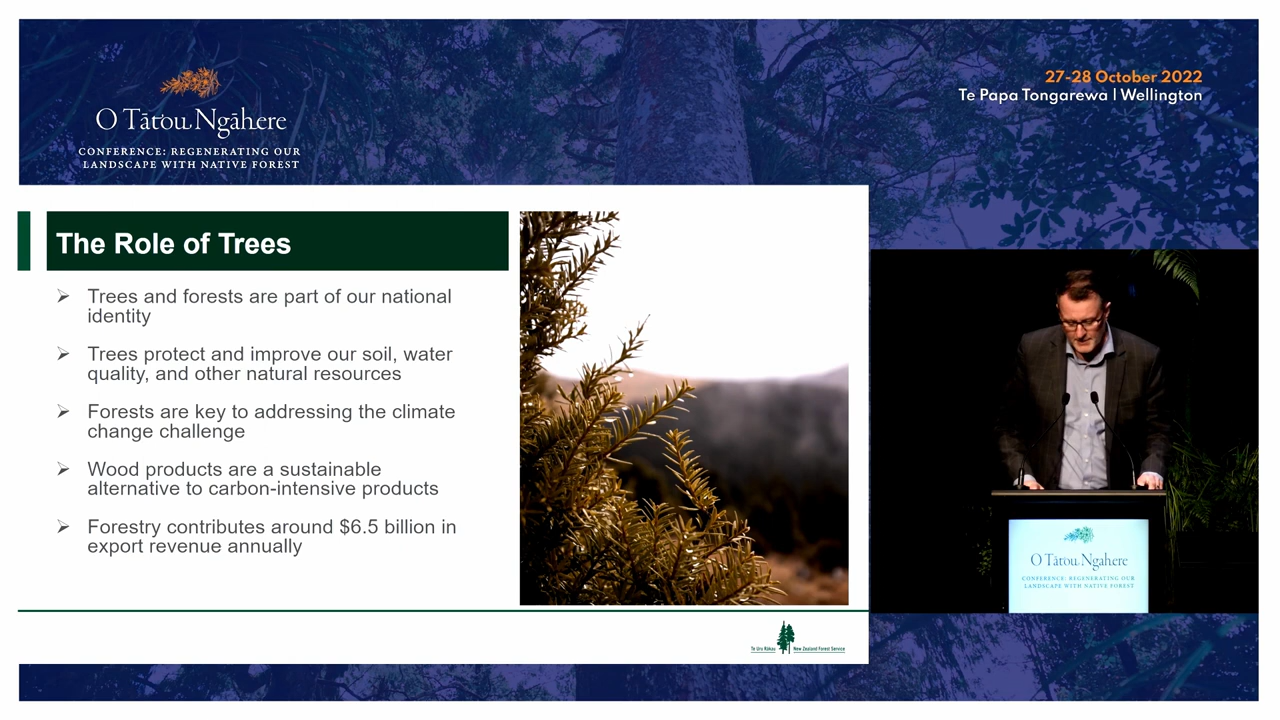 O Tātou Ngāhere
CONFERENCE: REGENERATING OUR
LANDSCAPE WITH NATIVE FOREST
27-28 October 2022
Te Papa Tongarewa | Wellington
The Role of Trees
➢ Trees and forests are part of our national
identity
➢ Trees protect and improve our soil, water
quality, and other natural resources
➢ Forests are key to addressing the climate
change challenge
➢ Wood products are a sustainable
alternative to carbon-intensive products
➢ Forestry contributes around $6.5 billion in
export revenue annually
Te Uru Rākau New Zealand Forest Service
O Tātou Ngāhere
CONFERENCE: REGENERATING OUR
LANDSCAPE WITH NATIVE FOREST